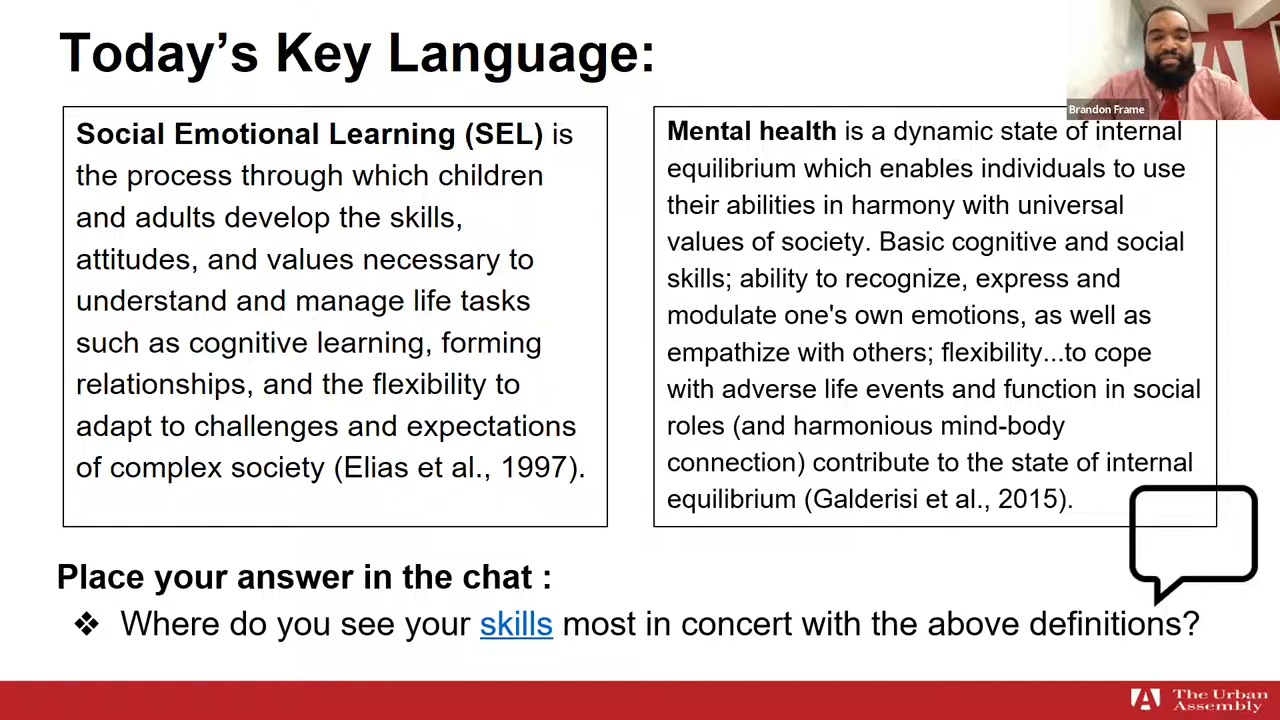 Today’s Key Language:
Brandon Frame
Social Emotional Learning (SEL) is
the process through which children
and adults develop the skills,
attitudes, and values necessary to
understand and manage life tasks
such as cognitive learning, forming
relationships, and the flexibility to
adapt to challenges and expectations
of complex society (Elias et al., 1997).
Mental health is a dynamic state of internal
equilibrium which enables individuals to use
their abilities in harmony with universal
values of society. Basic cognitive and social
skills; ability to recognize, express and
modulate one's own emotions, as well as
empathize with others; flexibility...to cope
with adverse life events and function in social
roles (and harmonious mind-body
connection) contribute to the state of internal
equilibrium (Galderisi et al., 2015).
Place your answer in the chat :
❖ Where do you see your skills most in concert with the above definitions?
The Urban
Assembly